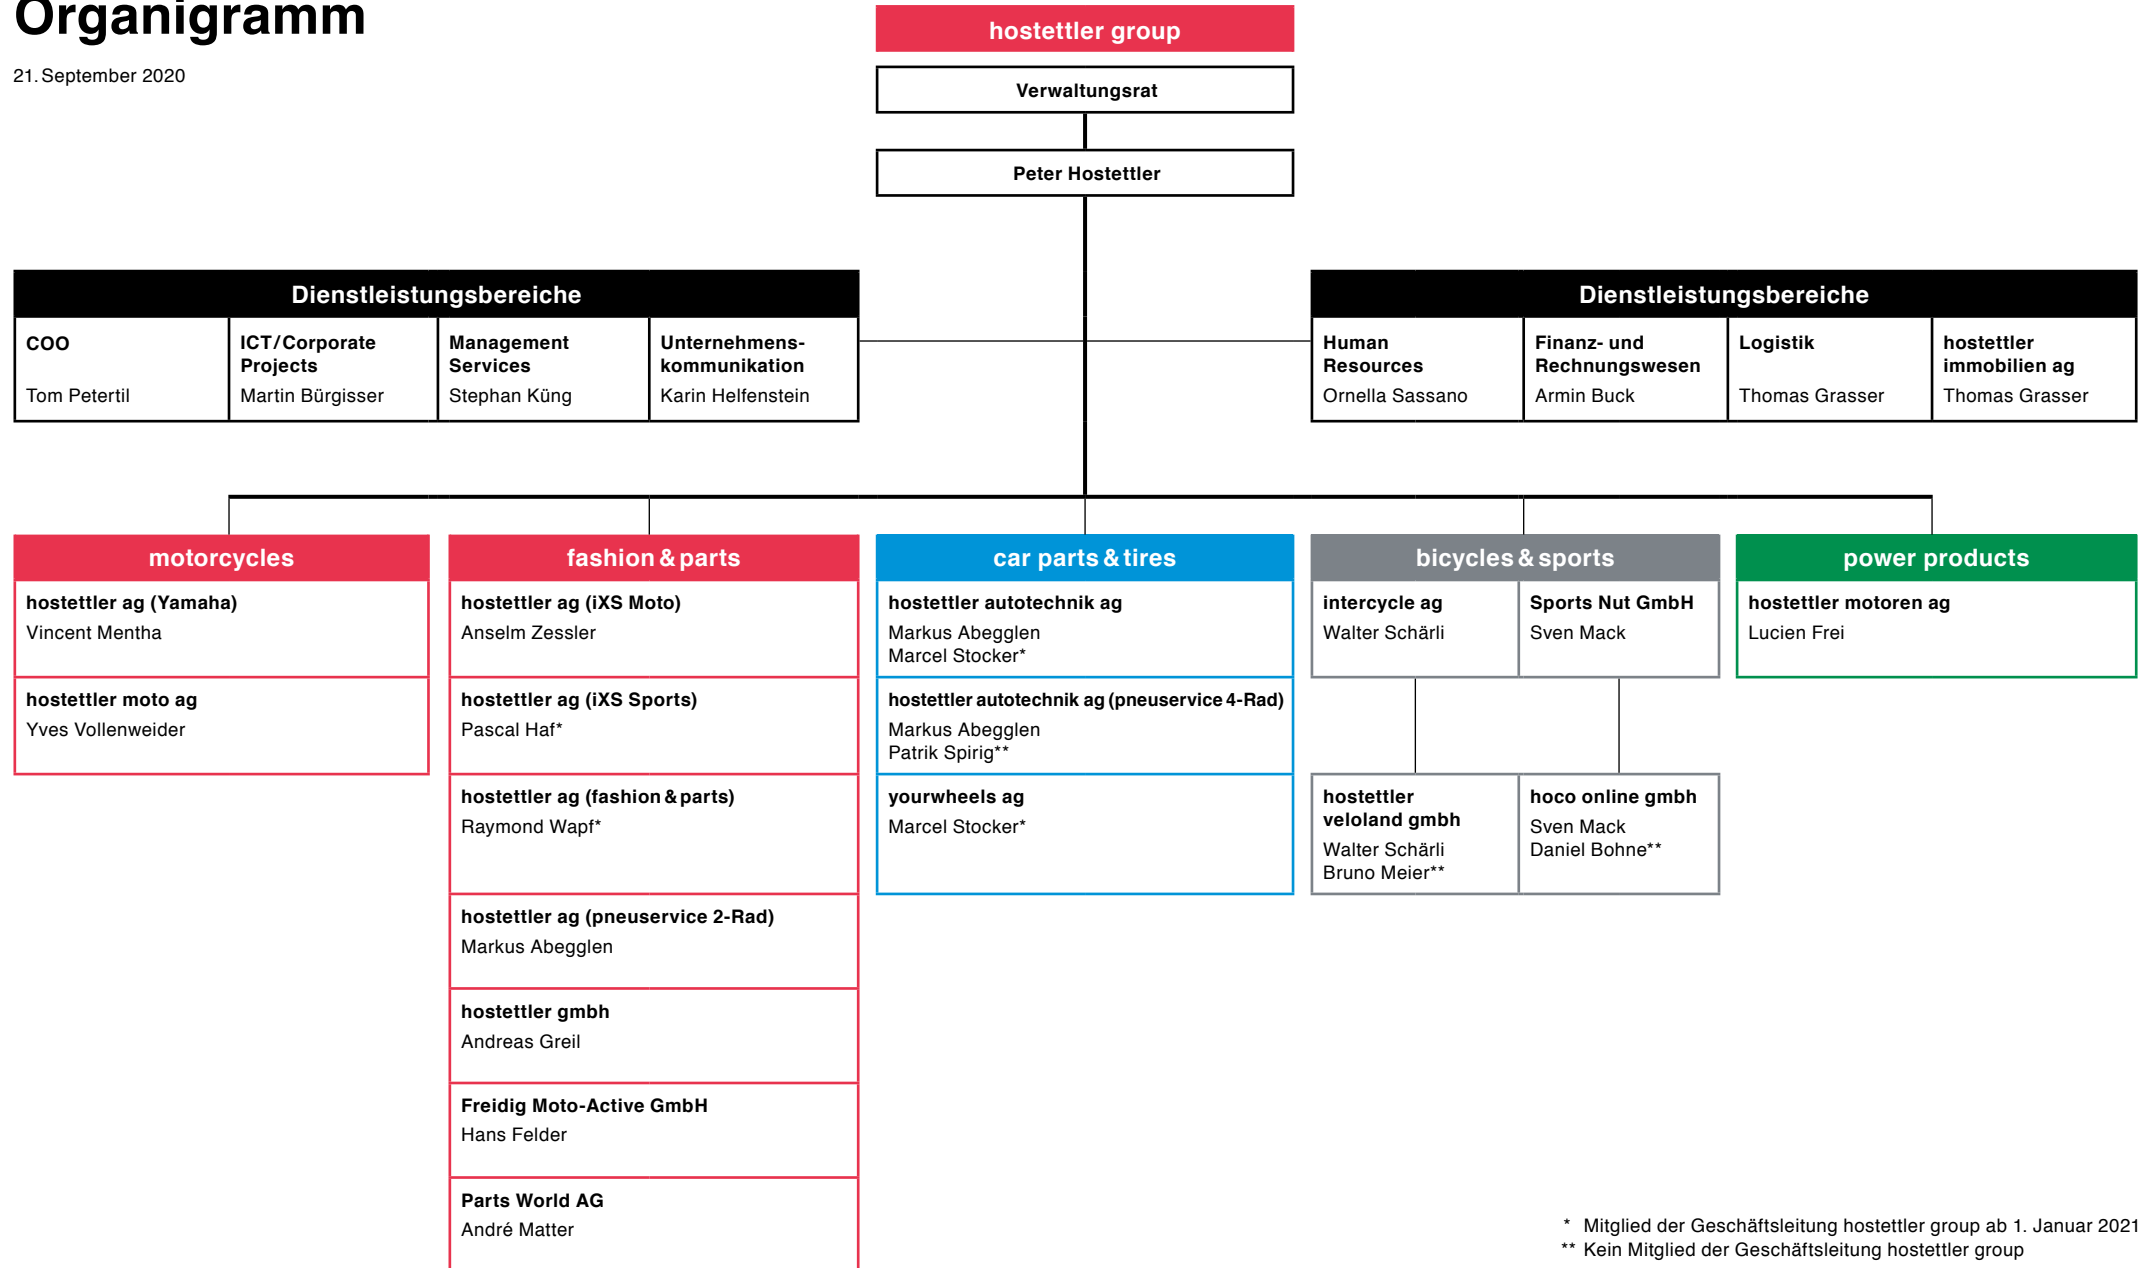 Organigramm
21. September 2020
hostettler group
Verwaltungsrat
Peter Hostettler
Dienstleistungsbereiche
COO
Tom Petertil
ICT/Corporate
Projects
Martin Bürgisser
Management
Services
Stephan Küng
Unternehmens-
kommunikation
Karin Helfenstein
Dienstleistungsbereiche
Human
Resources
Ornella Sassano
Finanz- und
Rechnungswesen
Armin Buck
Logistik
Thomas Grasser
hostettler
immobilien ag
Thomas Grasser
motorcycles
hostettler ag (Yamaha)
Vincent Mentha
hostettler moto ag
Yves Vollenweider
fashion & parts
hostettler ag (iXS Moto)
Anselm Zessler
hostettler ag (iXS Sports)
Pascal Haf*
hostettler ag (fashion & parts)
Raymond Wapf*
hostettler ag (pneuservice 2-Rad)
Markus Abegglen
hostettler gmbh
Andreas Greil
Freidig Moto-Active GmbH
Hans Felder
Parts World AG
André Matter
car parts & tires
hostettler autotechnik ag
Markus Abegglen
Marcel Stocker*
hostettler autotechnik ag (pneuservice 4-Rad)
Markus Abegglen
Patrik Spirig**
yourwheels ag
Marcel Stocker*
bicycles & sports
intercycle ag
Walter Schärli
Sports Nut GmbH
Sven Mack
hostettler
veloland gmbh
Walter Schärli
Bruno Meier**
hoco online gmbh
Sven Mack
Daniel Bohne**
power products
hostettler motoren ag
Lucien Frei
* Mitglied der Geschäftsleitung hostettler group ab 1. Januar 2021
** Kein Mitglied der Geschäftsleitung hostettler group